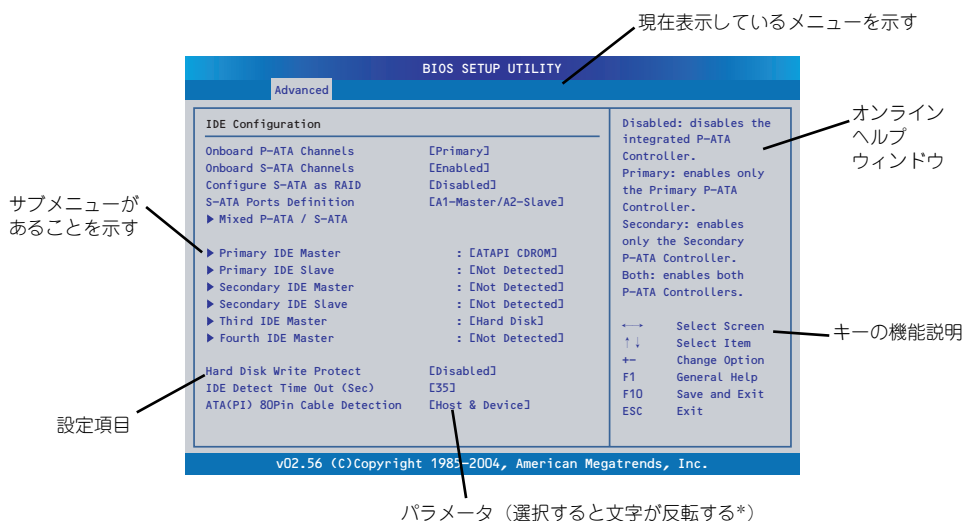 現在表示しているメニューを示す
BIOS SETUP UTILITY
Advanced
IDE Configuration
Onboard P-ATA Channels [Primary]
Onboard S-ATA Channels [Enabled]
Configure S-ATA as RAID [Disabled]
S-ATA Ports Definition [A1-Master/A2-Slave]
▶ Mixed P-ATA / S-ATA
▶ Primary IDE Master : [ATAPI CDROM]
▶ Primary IDE Slave : [Not Detected]
▶ Secondary IDE Master : [Not Detected]
▶ Secondary IDE Slave : [Not Detected]
▶ Third IDE Master : [Hard Disk]
▶ Fourth IDE Master : [Not Detected]
Hard Disk Write Protect [Disabled]
IDE Detect Time Out (Sec) [35]
ATA(PI) 80Pin Cable Detection [Host & Device]
Disabled: disables the
integrated P-ATA
Controller.
Primary: enables only
the Primary P-ATA
Controller.
Secondary: enables
only the Secondary
P-ATA Controller.
Both: enables both
P-ATA Controllers.
←→ Select Screen
↑↓ Select Item
+- Change Option
F1 General Help
F10 Save and Exit
ESC Exit
v02.56 (C)Copyright 1985-2004, American Megatrends, Inc.
オンライン
ヘルプ
ウィンドウ
サブメニューが
あることを示す
キーの機能説明
設定項目
パラメータ（選択すると文字が反転する*）